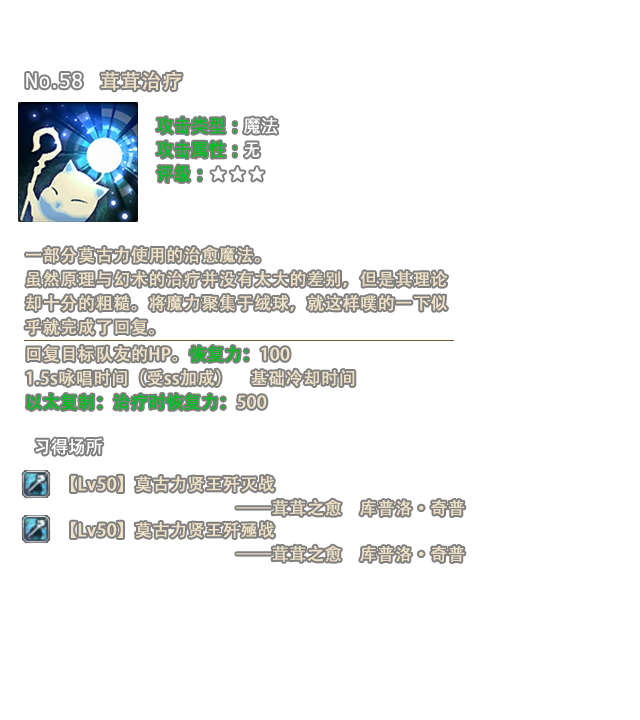 No.58 茸茸治疗
攻击类型：魔法
攻击属性：无
评级：☆☆☆
一部分莫古力使用的治愈魔法。
虽然原理与幻术的治疗并没有太大的差别，但是其理论
却十分的粗糙。将魔力聚集于绒球，就这样噗的一下似
乎就完成了回复。
回复目标队友的HP。恢复力：100
1.5s咏唱时间（受ss加成） 基础冷却时间
以太复制：治疗时恢复力：500
习得场所
【Lv50】莫古力贤王歼灭战
——茸茸之愈 库普洛·奇普
【Lv50】莫古力贤王歼殛战
——茸茸之愈 库普洛·奇普